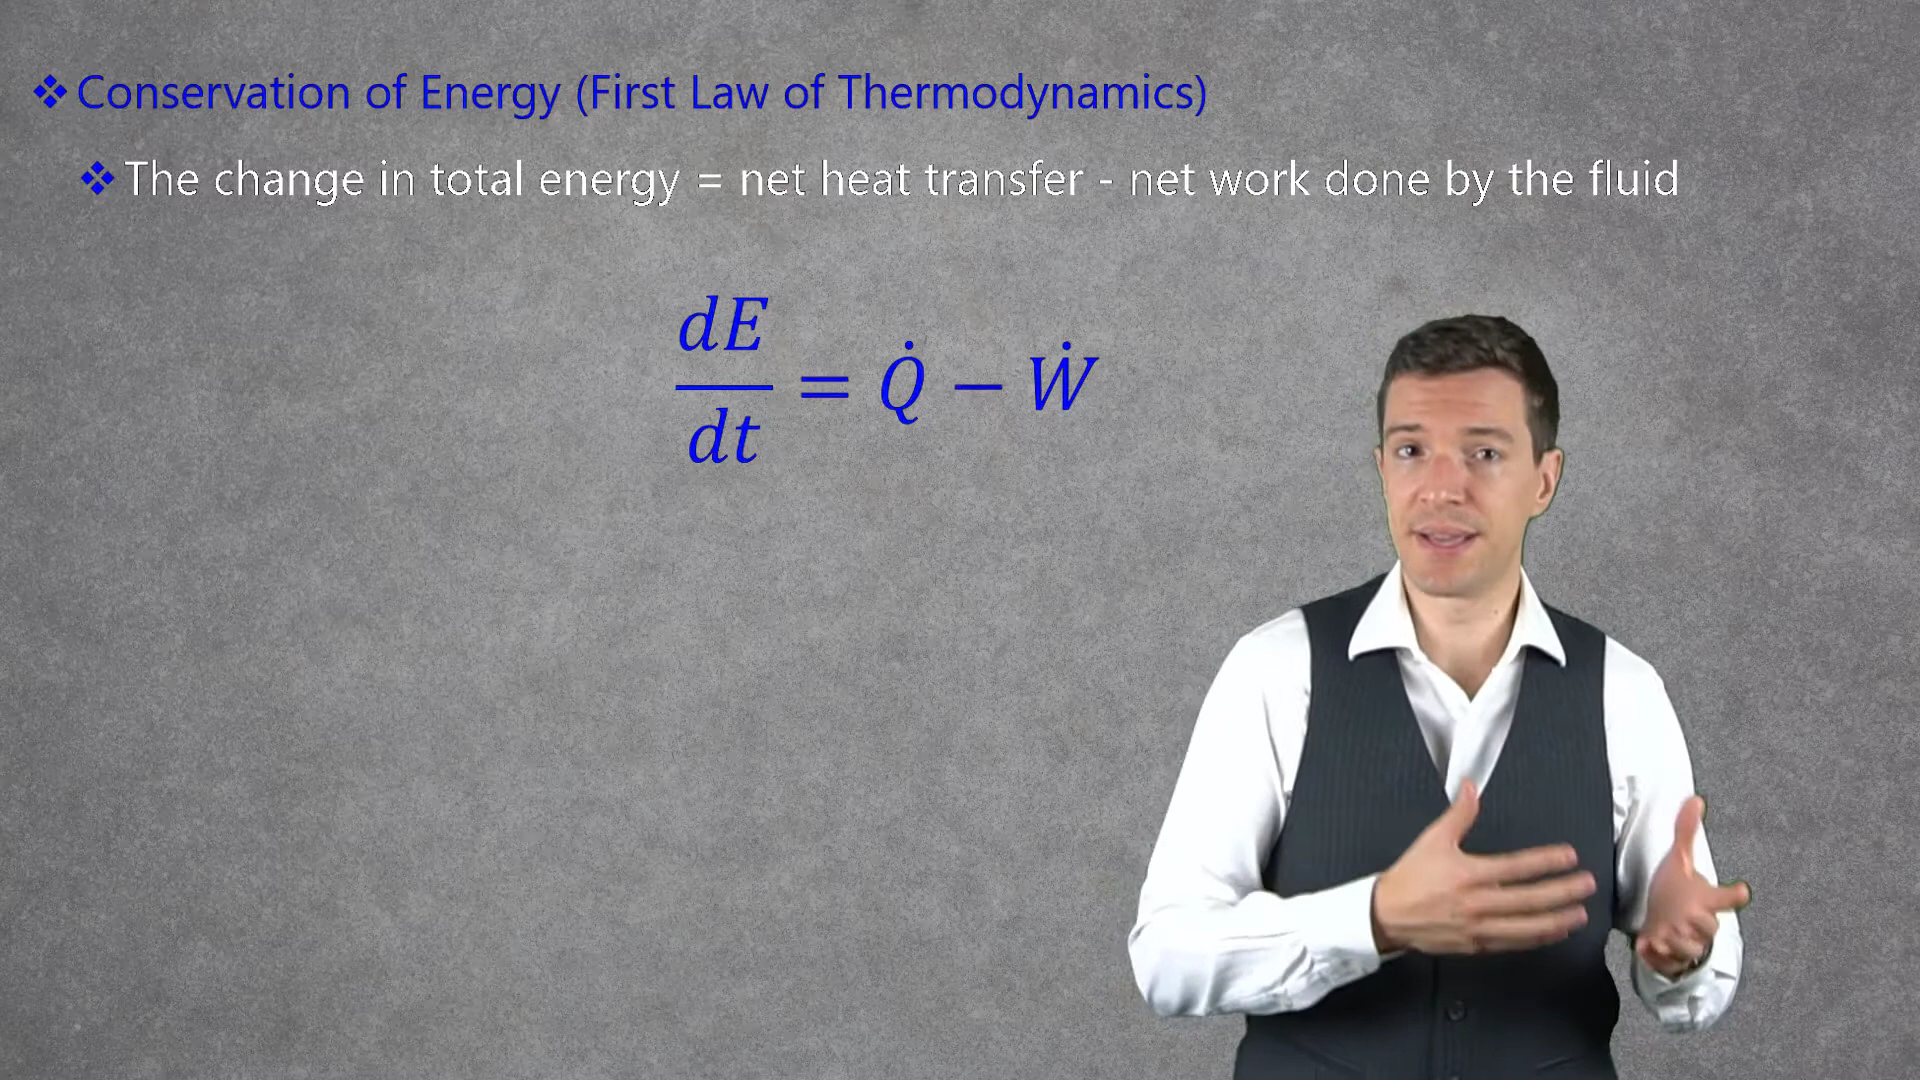 ❖ Conservation of Energy (First Law of Thermodynamics)
❖ The change in total energy = net heat transfer - net work done by the fluid
dE/dt = Q̇ − Ẇ